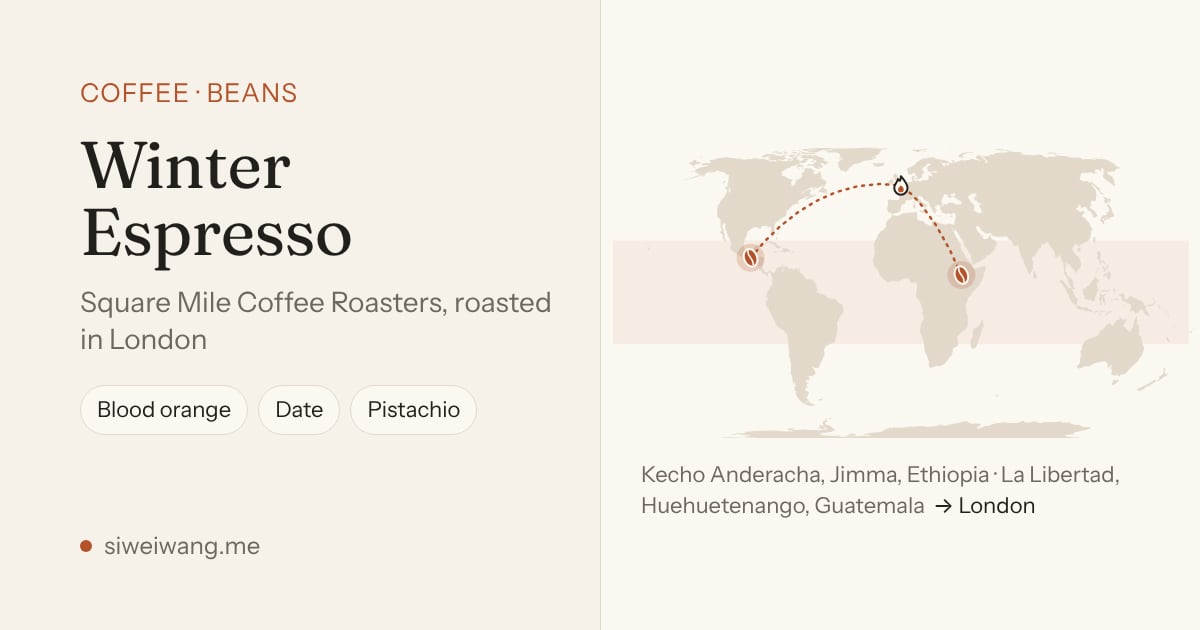 COFFEE · BEANS
Winter
Espresso
Square Mile Coffee Roasters, roasted
in London
Blood orange
Date
Pistachio
siweiwang.me
Kecho Anderacha, Jimma, Ethiopia · La Libertad,
Huehuetenango, Guatemala → London